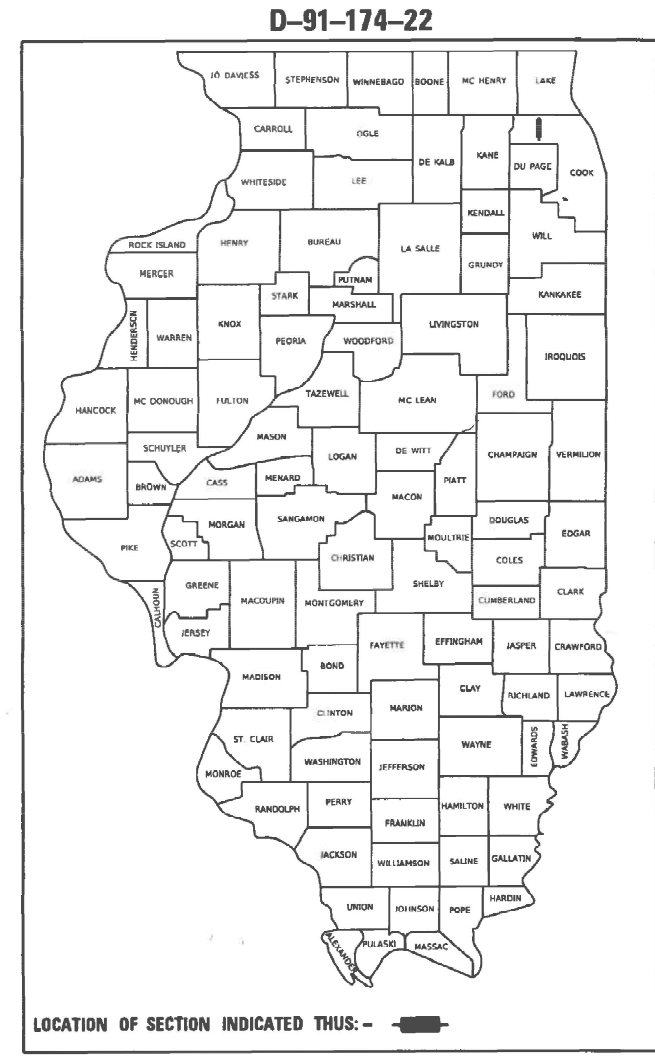 D–91–174–22
JO DAVIESS STEPHENSON WINNEBAGO BOONE MC HENRY LAKE
CARROLL OGLE
DE KALB KANE DU PAGE COOK
WHITESIDE LEE
KENDALL
ROCK ISLAND HENRY BUREAU LA SALLE WILL
MERCER PUTNAM GRUNDY
STARK MARSHALL KANKAKEE
HENDERSON WARREN KNOX PEORIA WOODFORD LIVINGSTON
IROQUOIS
HANCOCK MC DONOUGH FULTON TAZEWELL MC LEAN FORD
SCHUYLER MASON
ADAMS BROWN CASS MENARD LOGAN DE WITT PIATT CHAMPAIGN VERMILION
MACON
PIKE SCOTT MORGAN SANGAMON DOUGLAS
CHRISTIAN MOULTRIE EDGAR
COLES
CALHOUN GREENE MACOUPIN MONTGOMERY SHELBY CUMBERLAND CLARK
JERSEY FAYETTE EFFINGHAM JASPER CRAWFORD
MADISON BOND
CLAY RICHLAND LAWRENCE
CLINTON MARION
ST. CLAIR WAYNE EDWARDS WABASH
MONROE WASHINGTON JEFFERSON
RANDOLPH PERRY HAMILTON WHITE
FRANKLIN
JACKSON WILLIAMSON SALINE GALLATIN
UNION JOHNSON POPE HARDIN
ALEXANDER PULASKI MASSAC
LOCATION OF SECTION INDICATED THUS: –